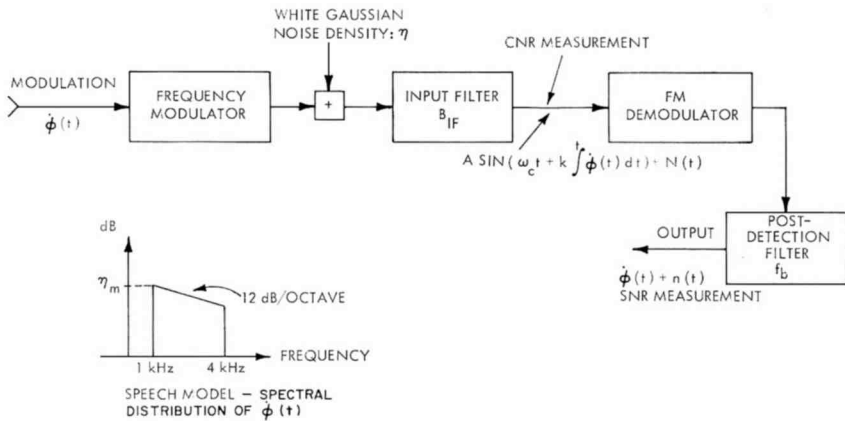 WHITE GAUSSIAN
NOISE DENSITY: η
CNR MEASUREMENT
MODULATION
φ̇(t)
FREQUENCY
MODULATOR
+
INPUT FILTER
B_IF
FM
DEMODULATOR
A SIN(ω_c t + k ∫^t φ̇(t) dt) + N(t)
POST-
DETECTION
FILTER
f_b
OUTPUT
φ̇(t) + n(t)
SNR MEASUREMENT
dB
η_m
12 dB/OCTAVE
FREQUENCY
1 kHz
4 kHz
SPEECH MODEL — SPECTRAL
DISTRIBUTION OF φ̇(t)